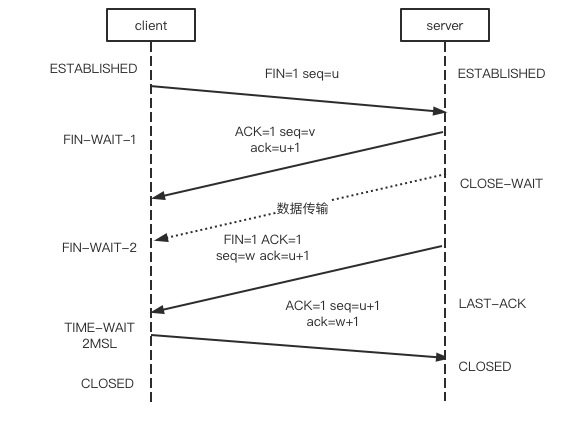 client
server
ESTABLISHED
FIN=1 seq=u
ESTABLISHED
FIN-WAIT-1
ACK=1 seq=v
ack=u+1
CLOSE-WAIT
数据传输
FIN-WAIT-2
FIN=1 ACK=1
seq=w ack=u+1
LAST-ACK
ACK=1 seq=u+1
ack=w+1
TIME-WAIT
2MSL
CLOSED
CLOSED